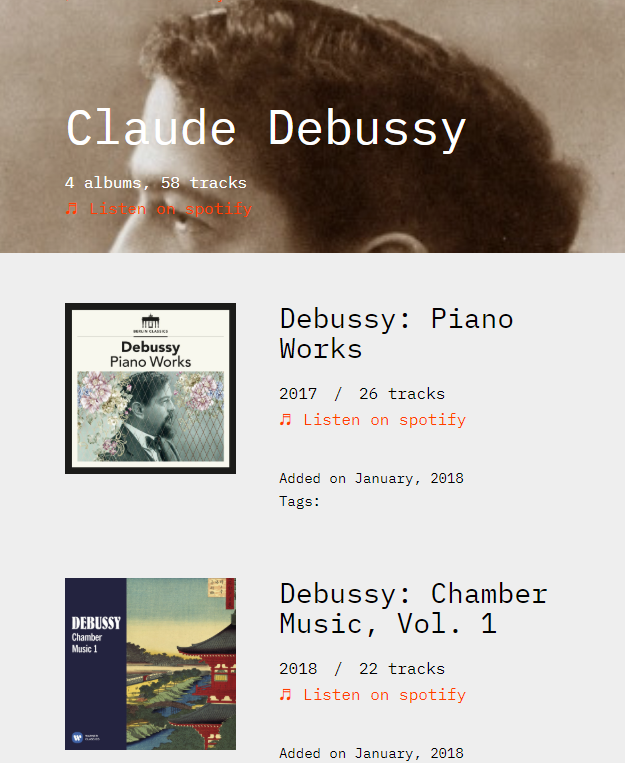 Claude Debussy
4 albums, 58 tracks
♬ Listen on spotify
BERLIN CLASSICS
Debussy
Piano Works
Debussy: Piano
Works
2017 / 26 tracks
♬ Listen on spotify
Added on January, 2018
Tags:
DEBUSSY
Chamber
Music 1
Debussy: Chamber
Music, Vol. 1
2018 / 22 tracks
♬ Listen on spotify
Added on January, 2018